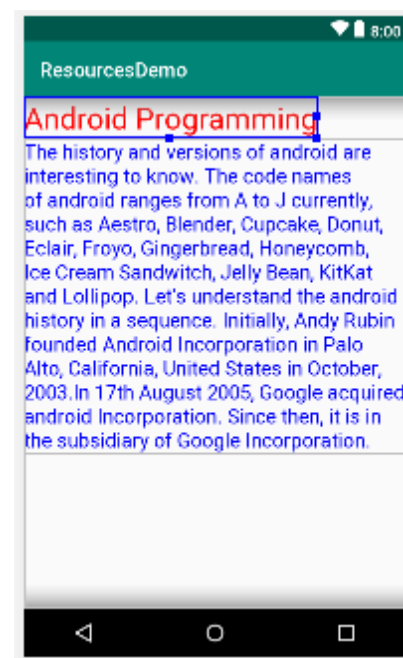 8:00
ResourcesDemo
Android Programming
The history and versions of android are
interesting to know. The code names
of android ranges from A to J currently,
such as Aestro, Blender, Cupcake, Donut,
Eclair, Froyo, Gingerbread, Honeycomb,
Ice Cream Sandwitch, Jelly Bean, KitKat
and Lollipop. Let's understand the android
history in a sequence. Initially, Andy Rubin
founded Android Incorporation in Palo
Alto, California, United States in October,
2003.In 17th August 2005, Google acquired
android Incorporation. Since then, it is in
the subsidiary of Google Incorporation.